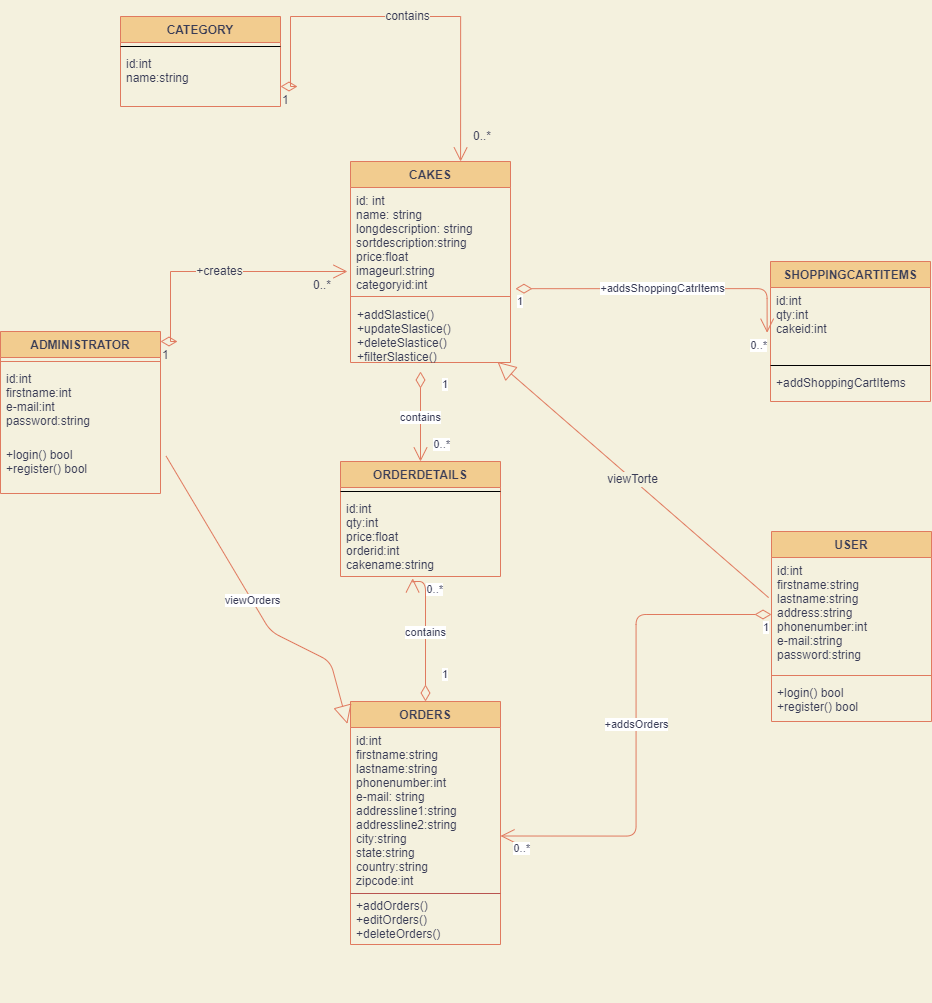 CATEGORY
id:int
name:string
contains
1
0..*
CAKES
id: int
name: string
longdescription: string
sortdescription:string
price:float
imageurl:string
categoryid:int
+addSlastice()
+updateSlastice()
+deleteSlastice()
+filterSlastice()
+creates
0..*
1
+addsShoppingCatrItems
1
0..*
SHOPPINGCARTITEMS
id:int
qty:int
cakeid:int
+addShoppingCartItems
ADMINISTRATOR
id:int
firstname:int
e-mail:int
password:string
+login() bool
+register() bool
1
contains
0..*
ORDERDETAILS
id:int
qty:int
price:float
orderid:int
cakename:string
viewTorte
USER
id:int
firstname:string
lastname:string
address:string
phonenumber:int
e-mail:string
password:string
+login() bool
+register() bool
1
viewOrders
0..*
contains
1
+addsOrders
0..*
ORDERS
id:int
firstname:string
lastname:string
phonenumber:int
e-mail: string
addressline1:string
addressline2:string
city:string
state:string
country:string
zipcode:int
+addOrders()
+editOrders()
+deleteOrders()